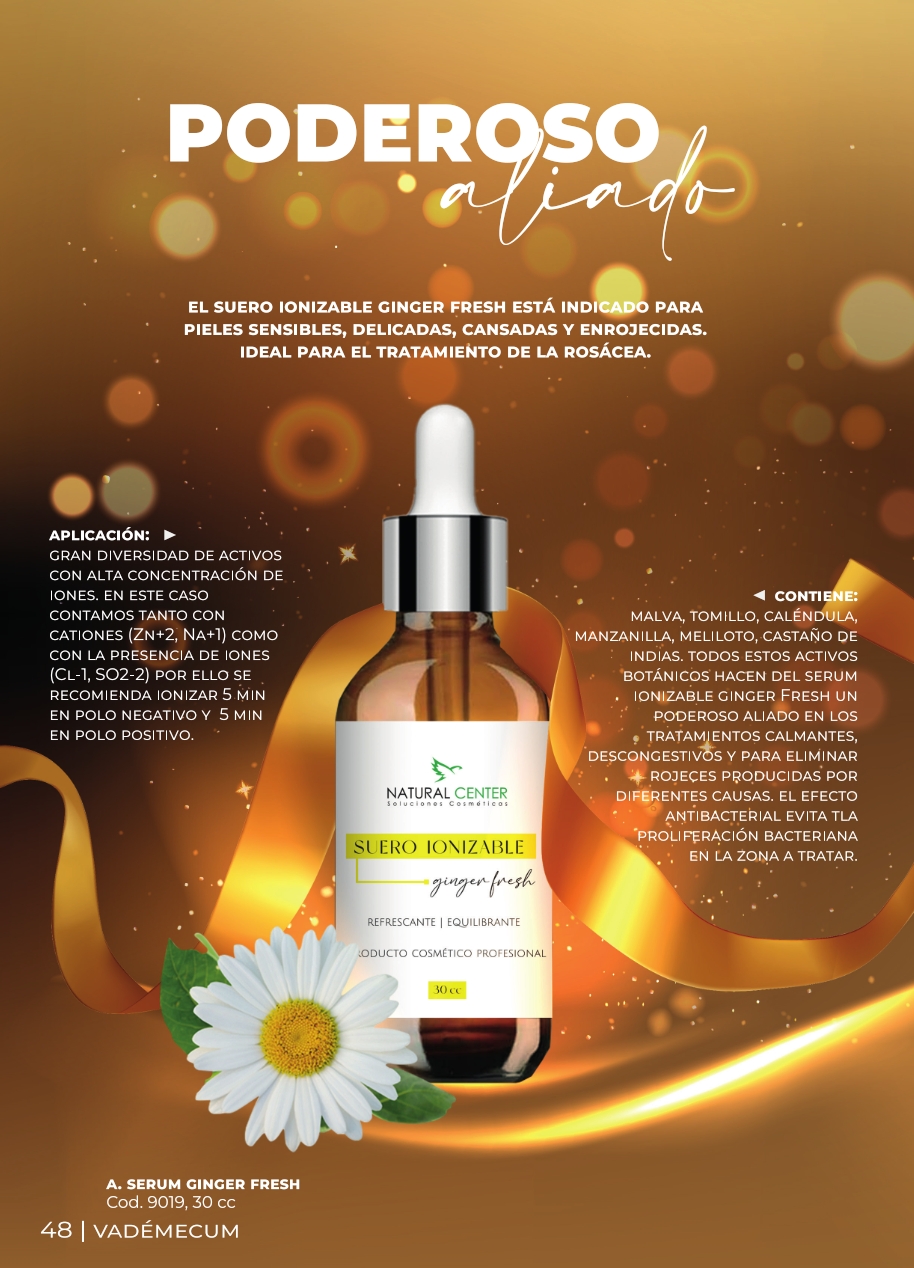 PODEROSO
aliado
EL SUERO IONIZABLE GINGER FRESH ESTÁ INDICADO PARA
PIELES SENSIBLES, DELICADAS, CANSADAS Y ENROJECIDAS.
IDEAL PARA EL TRATAMIENTO DE LA ROSÁCEA.
APLICACIÓN: ►
GRAN DIVERSIDAD DE ACTIVOS
CON ALTA CONCENTRACIÓN DE
IONES. EN ESTE CASO
CONTAMOS TANTO CON
CATIONES (ZN+2, NA+1) COMO
CON LA PRESENCIA DE IONES
(CL-1, SO2-2) POR ELLO SE
RECOMIENDA IONIZAR 5 MIN
EN POLO NEGATIVO Y 5 MIN
EN POLO POSITIVO.
◄ CONTIENE:
MALVA, TOMILLO, CALÉNDULA,
MANZANILLA, MELILOTO, CASTAÑO DE
INDIAS. TODOS ESTOS ACTIVOS
BOTÁNICOS HACEN DEL SERUM
IONIZABLE GINGER FRESH UN
PODEROSO ALIADO EN LOS
TRATAMIENTOS CALMANTES,
DESCONGESTIVOS Y PARA ELIMINAR
ROJECES PRODUCIDAS POR
DIFERENTES CAUSAS. EL EFECTO
ANTIBACTERIAL EVITA TLA
PROLIFERACIÓN BACTERIANA
EN LA ZONA A TRATAR.
NATURAL CENTER
Soluciones Cosméticas
SUERO IONIZABLE
ginger fresh
REFRESCANTE | EQUILIBRANTE
RODUCTO COSMÉTICO PROFESIONAL
30 cc
A. SERUM GINGER FRESH
Cod. 9019, 30 cc
48 | VADÉMECUM